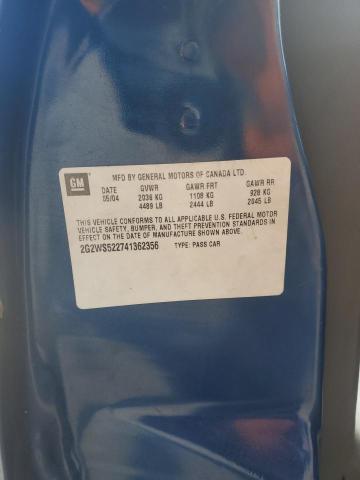 GM
MFD BY GENERAL MOTORS OF CANADA LTD.
DATE GVWR GAWR FRT GAWR RR
05/04 2036 KG 1108 KG 928 KG
4489 LB 2444 LB 2045 LB
THIS VEHICLE CONFORMS TO ALL APPLICABLE U.S. FEDERAL MOTOR
VEHICLE SAFETY, BUMPER, AND THEFT PREVENTION STANDARDS IN
EFFECT ON THE DATE OF MANUFACTURE SHOWN ABOVE.
2G2WS522741362356 TYPE: PASS CAR